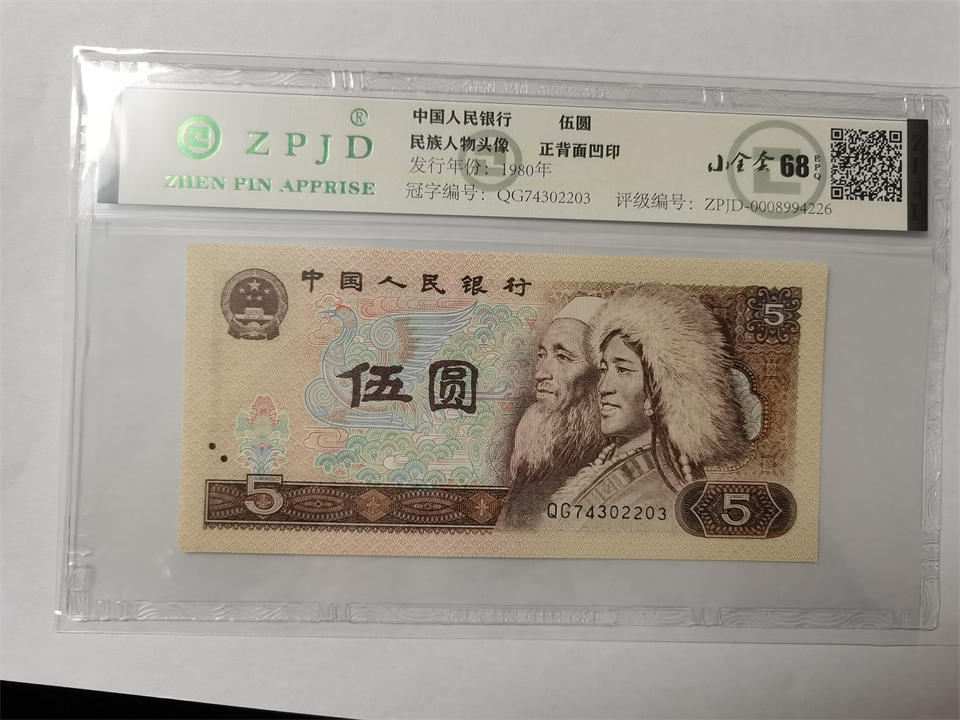 ZPJD®
ZHEN PIN APPRISE
中国人民银行 伍圆
民族人物头像 正背面凹印
发行年份：1980年
冠字编号：QG74302203 评级编号：ZPJD-0008994226
小全套 68 EPQ
ZPJD
中国人民银行
5
伍圆
5
QG74302203
5